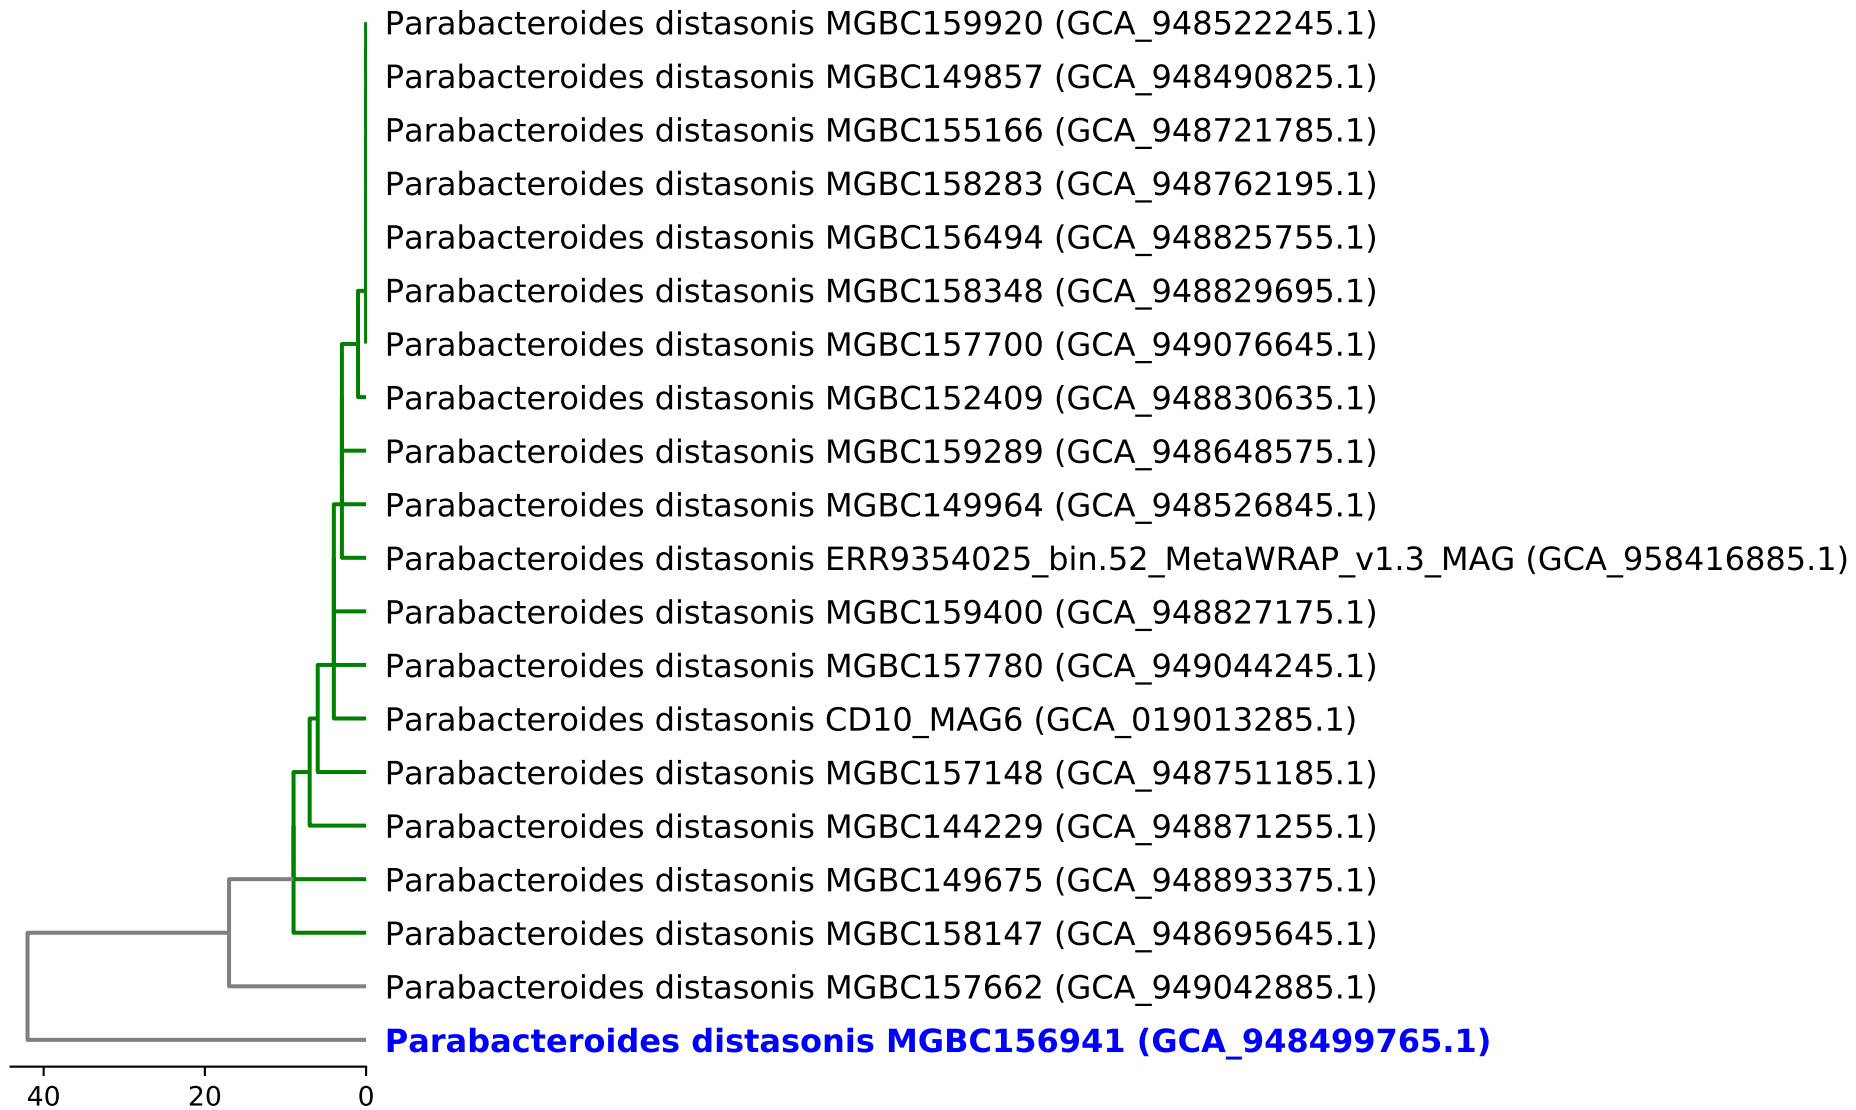 Parabacteroides distasonis MGBC159920 (GCA_948522245.1)
Parabacteroides distasonis MGBC149857 (GCA_948490825.1)
Parabacteroides distasonis MGBC155166 (GCA_948721785.1)
Parabacteroides distasonis MGBC158283 (GCA_948762195.1)
Parabacteroides distasonis MGBC156494 (GCA_948825755.1)
Parabacteroides distasonis MGBC158348 (GCA_948829695.1)
Parabacteroides distasonis MGBC157700 (GCA_949076645.1)
Parabacteroides distasonis MGBC152409 (GCA_948830635.1)
Parabacteroides distasonis MGBC159289 (GCA_948648575.1)
Parabacteroides distasonis MGBC149964 (GCA_948526845.1)
Parabacteroides distasonis ERR9354025_bin.52_MetaWRAP_v1.3_MAG (GCA_958416885.1)
Parabacteroides distasonis MGBC159400 (GCA_948827175.1)
Parabacteroides distasonis MGBC157780 (GCA_949044245.1)
Parabacteroides distasonis CD10_MAG6 (GCA_019013285.1)
Parabacteroides distasonis MGBC157148 (GCA_948751185.1)
Parabacteroides distasonis MGBC144229 (GCA_948871255.1)
Parabacteroides distasonis MGBC149675 (GCA_948893375.1)
Parabacteroides distasonis MGBC158147 (GCA_948695645.1)
Parabacteroides distasonis MGBC157662 (GCA_949042885.1)
Parabacteroides distasonis MGBC156941 (GCA_948499765.1)
40 20 0